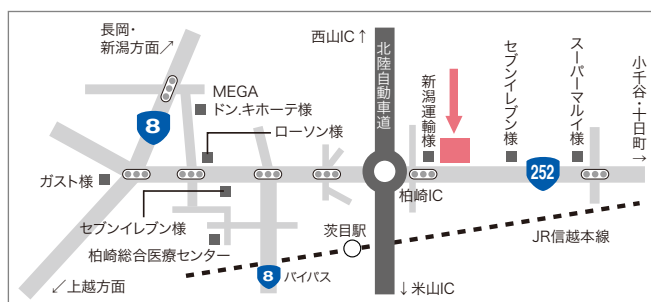 長岡・
新潟方面↗
西山IC↑
北陸自動車道
新潟運輸様
セブンイレブン様
スーパーマルイ様
小千谷・十日町→
MEGA
ドン.キホーテ様
8
ローソン様
ガスト様
252
柏崎IC
セブンイレブン様
柏崎総合医療センター
茨目駅
JR信越本線
↙上越方面
8
バイパス
↓米山IC